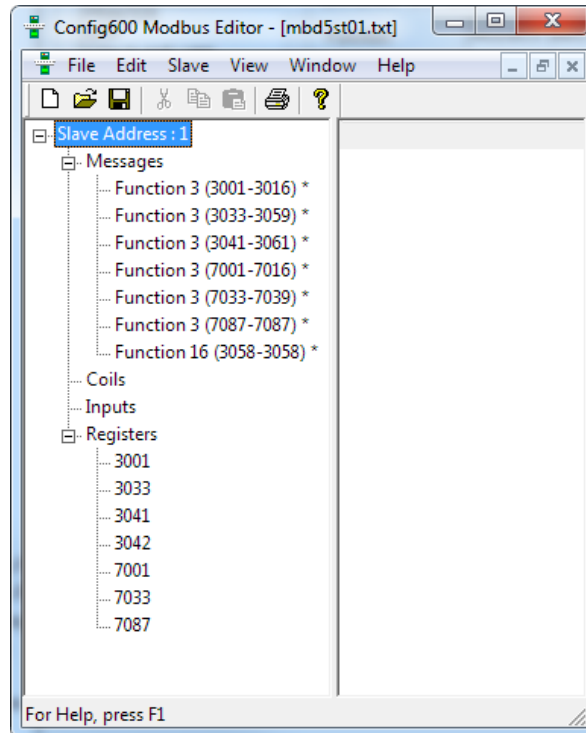 Config600 Modbus Editor - [mbd5st01.txt]
File Edit Slave View Window Help
Slave Address : 1
Messages
Function 3 (3001-3016) *
Function 3 (3033-3059) *
Function 3 (3041-3061) *
Function 3 (7001-7016) *
Function 3 (7033-7039) *
Function 3 (7087-7087) *
Function 16 (3058-3058) *
Coils
Inputs
Registers
3001
3033
3041
3042
7001
7033
7087
For Help, press F1